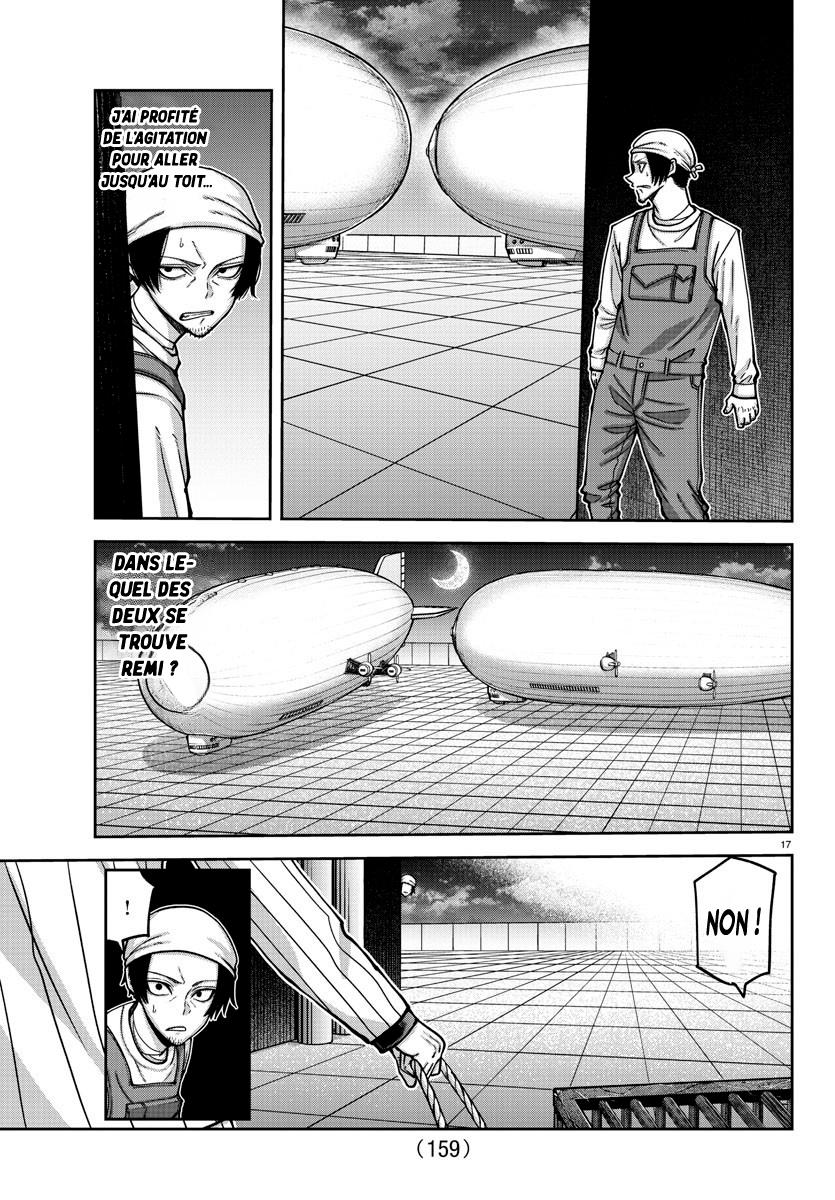 J'AI PROFITÉ
DE L'AGITATION
POUR ALLER
JUSQU'AU TOIT...
DANS LE-
QUEL DES
DEUX SE
TROUVE
REMI ?
17
NON !
!
(159)